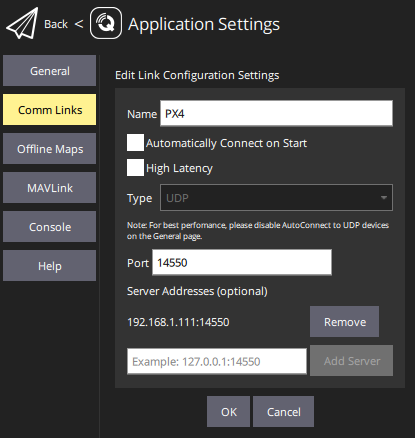 Back < Application Settings
General
Comm Links
Offline Maps
MAVLink
Console
Help
Edit Link Configuration Settings
Name PX4
Automatically Connect on Start
High Latency
Type UDP
Note: For best perfomance, please disable AutoConnect to UDP devices
on the General page.
Port 14550
Server Addresses (optional)
192.168.1.111:14550 Remove
Example: 127.0.0.1:14550 Add Server
OK Cancel